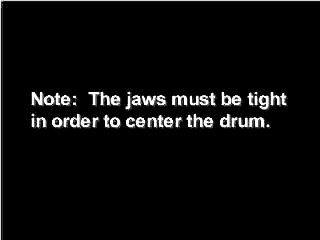 Note:  The jaws must be tight
in order to center the drum.